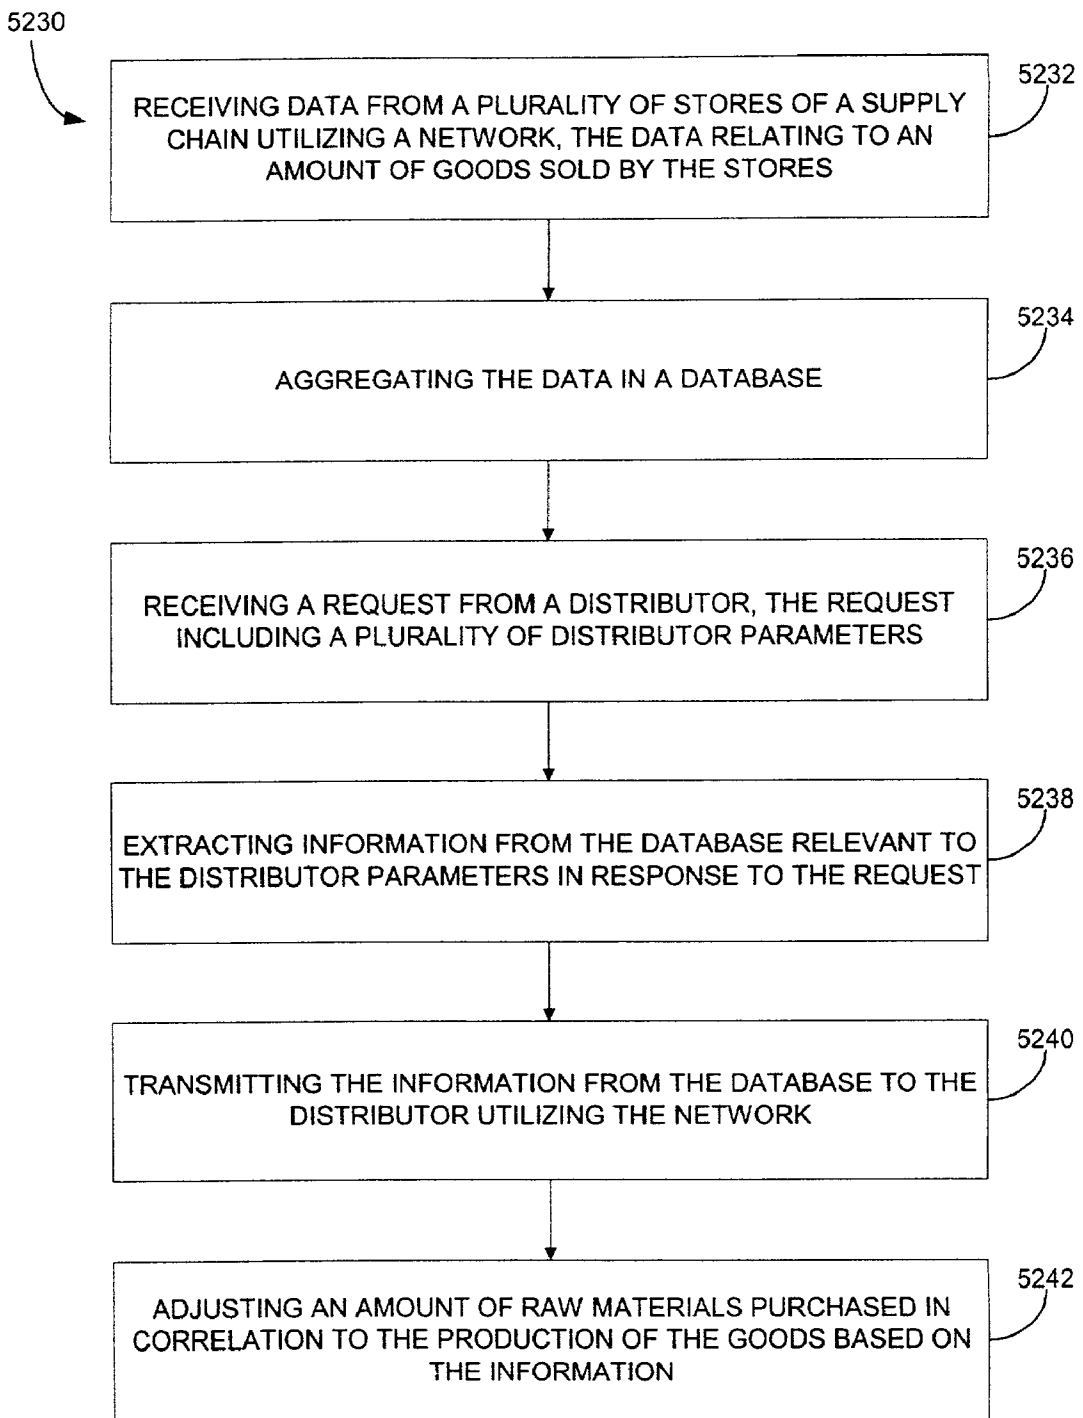 5230
5232
RECEIVING DATA FROM A PLURALITY OF STORES OF A SUPPLY
CHAIN UTILIZING A NETWORK, THE DATA RELATING TO AN
AMOUNT OF GOODS SOLD BY THE STORES
5234
AGGREGATING THE DATA IN A DATABASE
5236
RECEIVING A REQUEST FROM A DISTRIBUTOR, THE REQUEST
INCLUDING A PLURALITY OF DISTRIBUTOR PARAMETERS
5238
EXTRACTING INFORMATION FROM THE DATABASE RELEVANT TO
THE DISTRIBUTOR PARAMETERS IN RESPONSE TO THE REQUEST
5240
TRANSMITTING THE INFORMATION FROM THE DATABASE TO THE
DISTRIBUTOR UTILIZING THE NETWORK
5242
ADJUSTING AN AMOUNT OF RAW MATERIALS PURCHASED IN
CORRELATION TO THE PRODUCTION OF THE GOODS BASED ON
THE INFORMATION